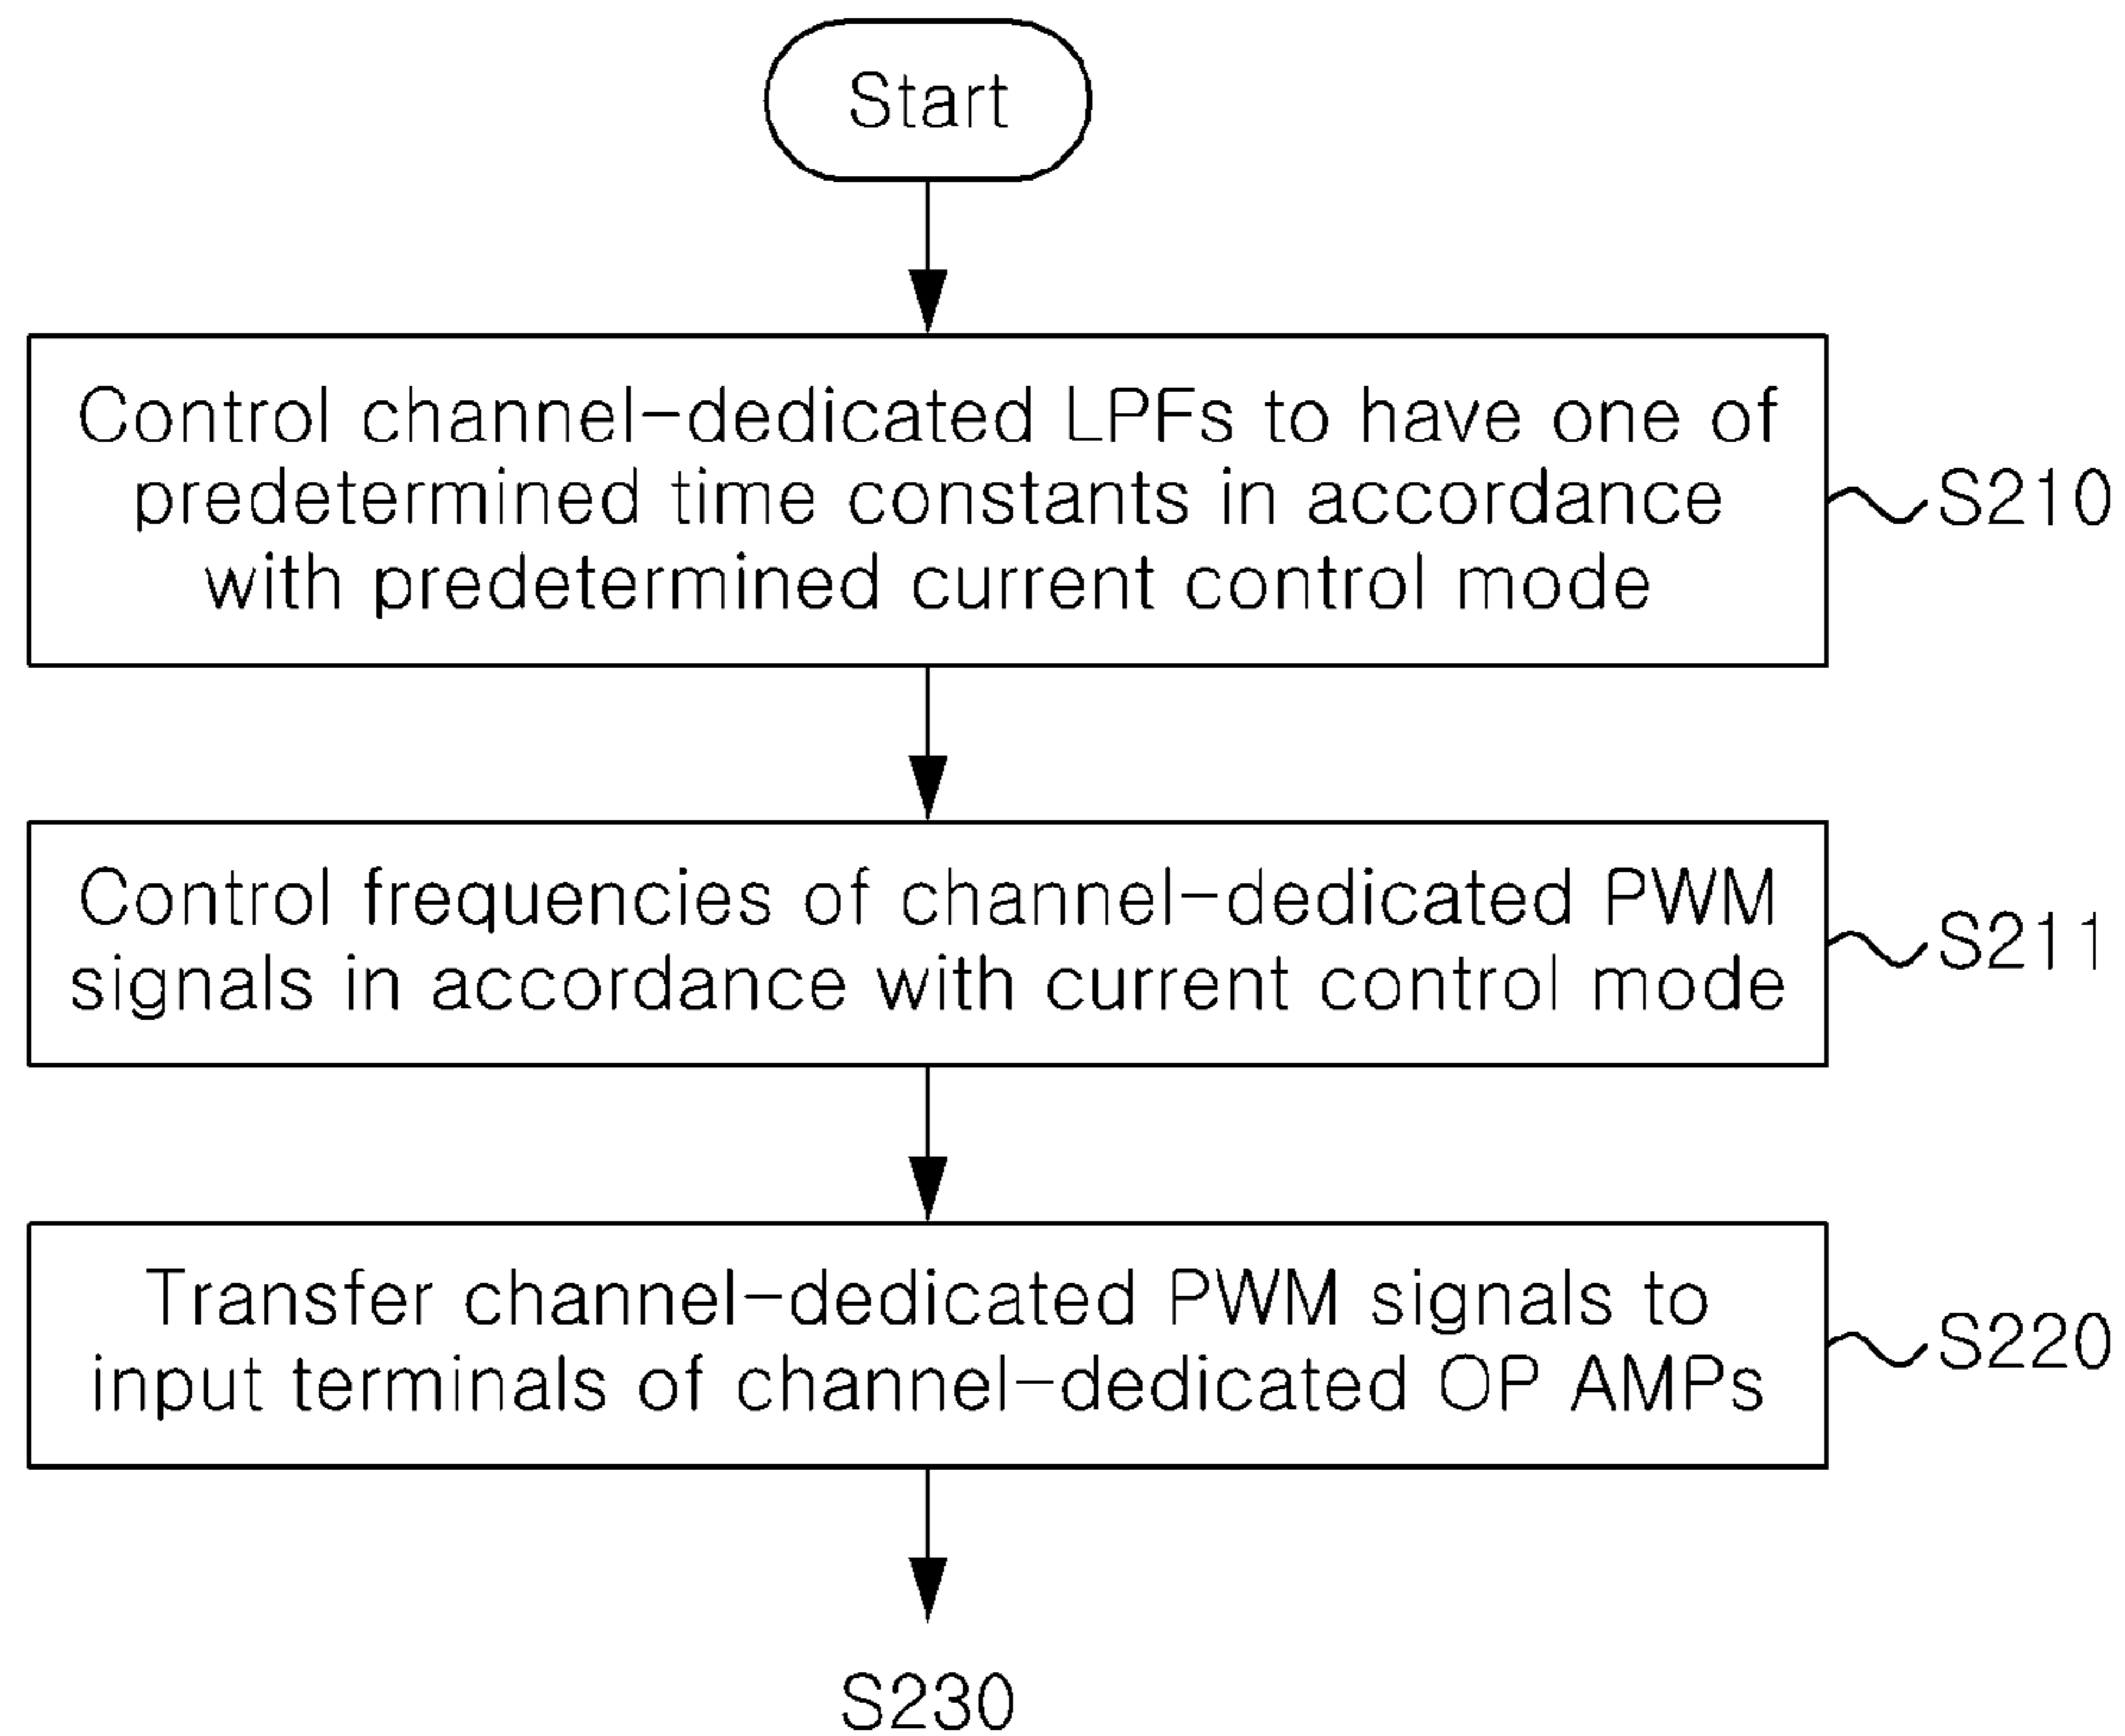 Start
Control channel-dedicated LPFs to have one of
predetermined time constants in accordance
with predetermined current control mode
S210
Control frequencies of channel-dedicated PWM
signals in accordance with current control mode
S211
Transfer channel-dedicated PWM signals to
input terminals of channel-dedicated OP AMPs
S220
S230